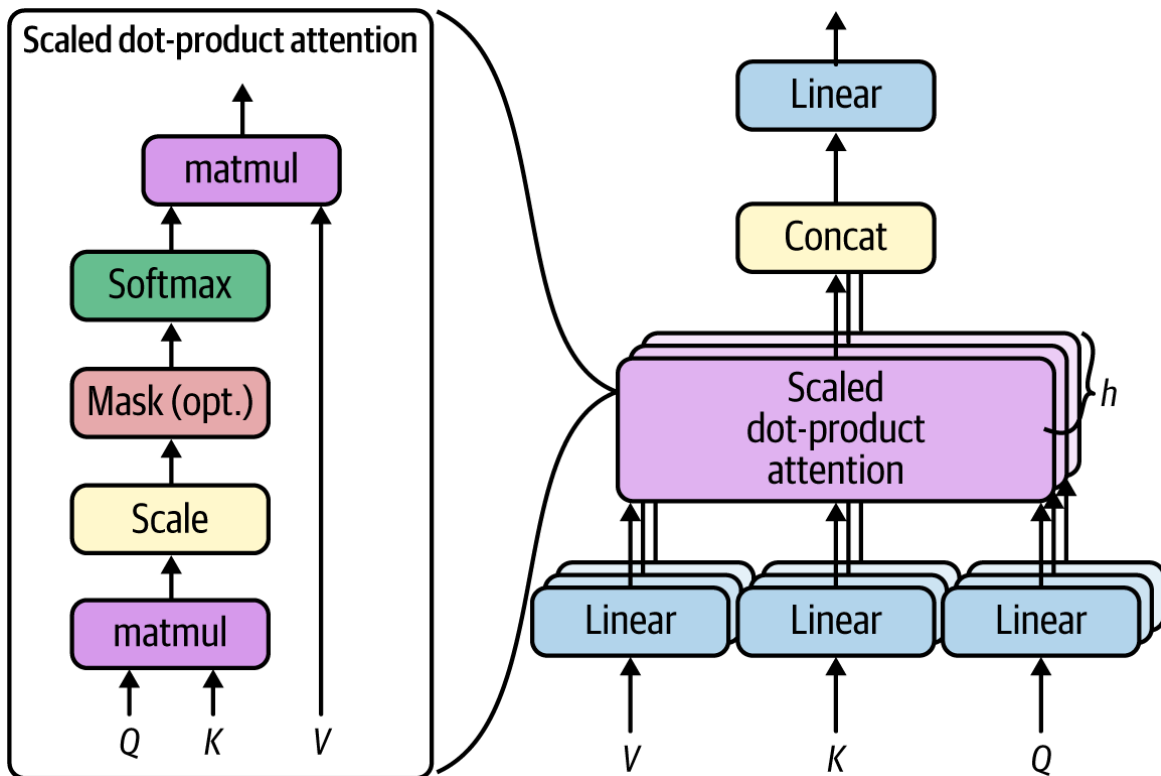 Scaled dot-product attention
matmul
Softmax
Mask (opt.)
Scale
matmul
Q K V
Linear
Concat
Scaled
dot-product
attention
h
Linear Linear Linear
V K Q